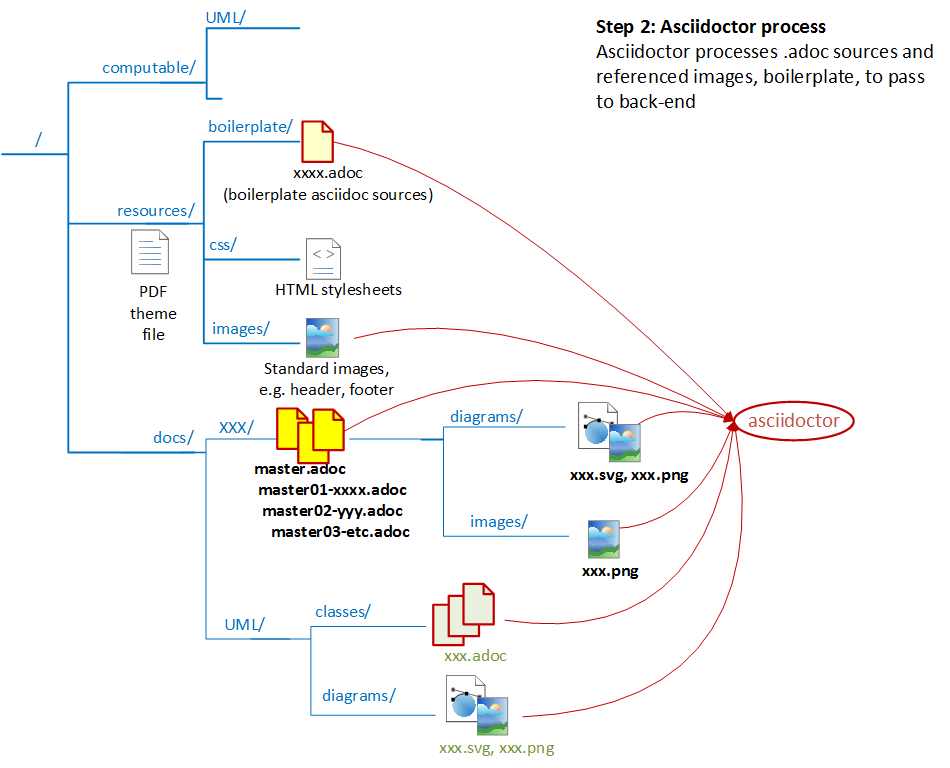 UML/
Step 2: Asciidoctor process
Asciidoctor processes .adoc sources and
referenced images, boilerplate, to pass
to back-end
computable/
/
boilerplate/
xxxx.adoc
(boilerplate asciidoc sources)
resources/
css/
< >
HTML stylesheets
PDF
theme
file
images/
Standard images,
e.g. header, footer
docs/
XXX/
master.adoc
master01-xxxx.adoc
master02-yyy.adoc
master03-etc.adoc
diagrams/
xxx.svg, xxx.png
asciidoctor
images/
xxx.png
UML/
classes/
xxx.adoc
diagrams/
xxx.svg, xxx.png